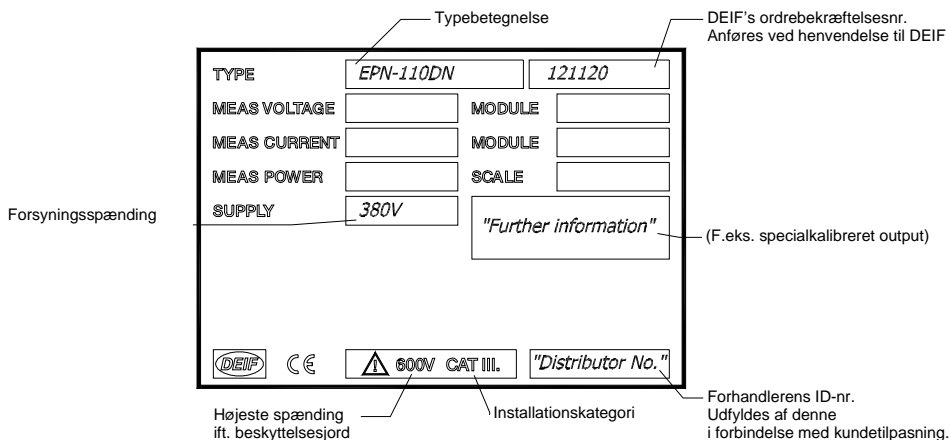 Typebetegnelse
DEIF's ordrebekræftelsesnr.
Anføres ved henvendelse til DEIF
TYPE EPN-110DN 121120
MEAS VOLTAGE MODULE
MEAS CURRENT MODULE
MEAS POWER SCALE
Forsyningsspænding
SUPPLY 380V
"Further information"
(F.eks. specialkalibreret output)
DEIF CE 600V CAT III. "Distributor No."
Højeste spænding
ift. beskyttelsesjord
Installationskategori
Forhandlerens ID-nr.
Udfyldes af denne
i forbindelse med kundetilpasning.